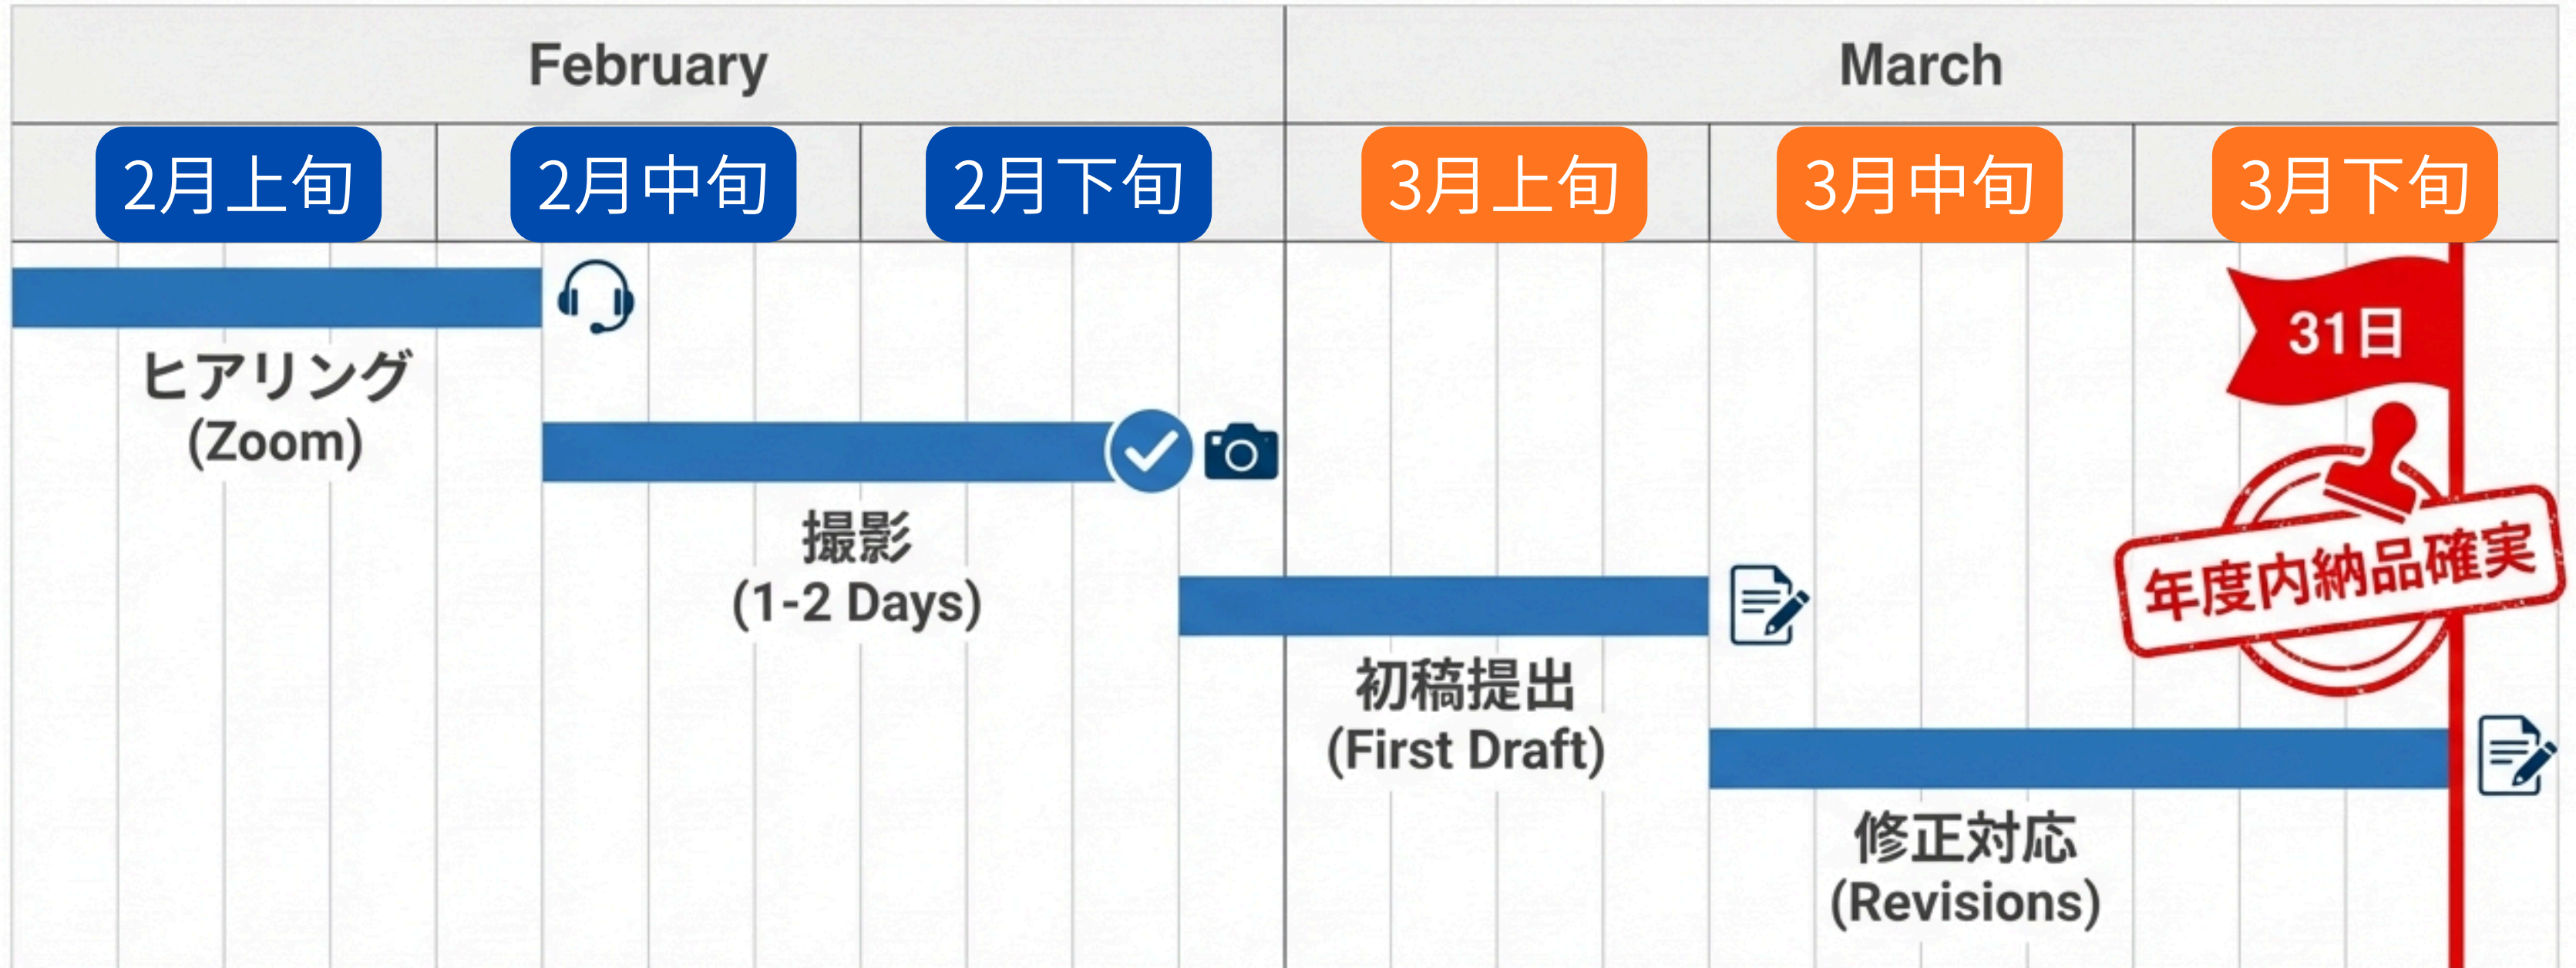 February
March
2月上旬
2月中旬
2月下旬
3月上旬
3月中旬
3月下旬
ヒアリング
(Zoom)
31日
撮影
(1-2 Days)
年度内納品確実
初稿提出
(First Draft)
修正対応
(Revisions)